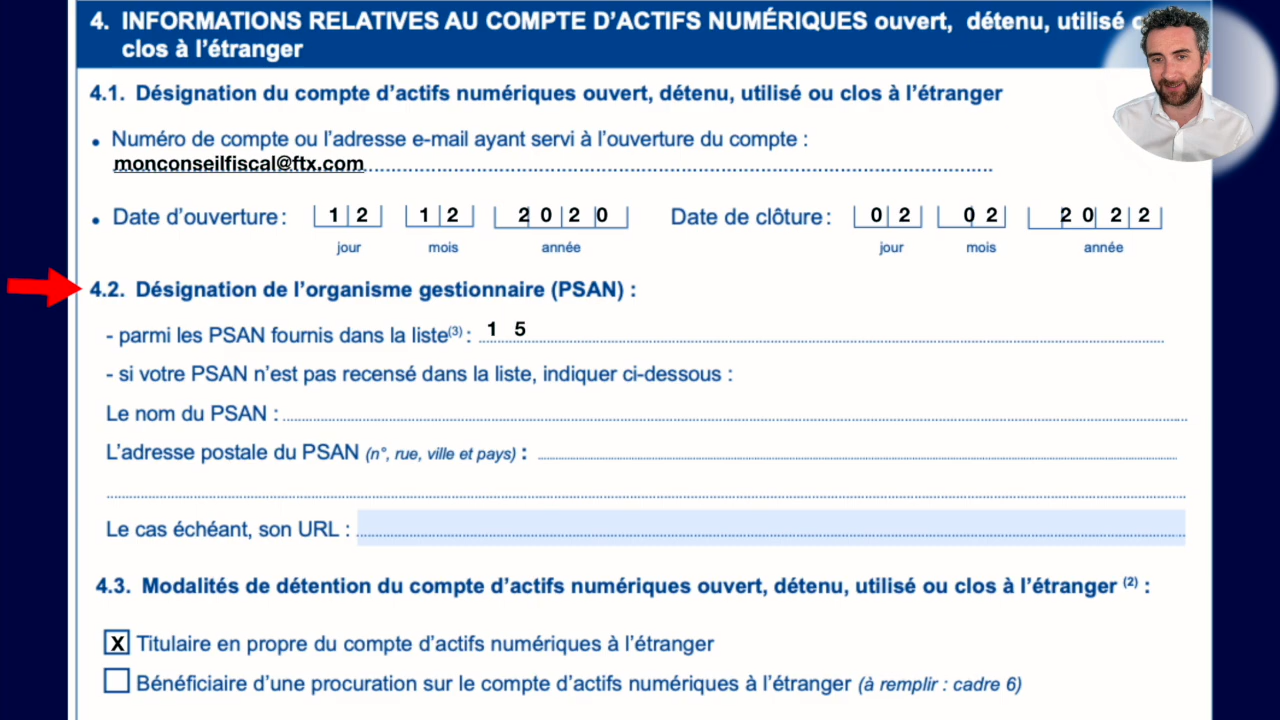 4. INFORMATIONS RELATIVES AU COMPTE D'ACTIFS NUMÉRIQUES ouvert, détenu, utilisé
clos à l'étranger
4.1. Désignation du compte d'actifs numériques ouvert, détenu, utilisé ou clos à l'étranger
• Numéro de compte ou l'adresse e-mail ayant servi à l'ouverture du compte :
monconseilfiscal@ftx.com
• Date d'ouverture : 1 2 1 2 2 0 2 0 Date de clôture : 0 2 0 2 2 0 2 2
jour mois année jour mois année
4.2. Désignation de l'organisme gestionnaire (PSAN) :
- parmi les PSAN fournis dans la liste(3) : 1 5
- si votre PSAN n'est pas recensé dans la liste, indiquer ci-dessous :
Le nom du PSAN :
L'adresse postale du PSAN (n°, rue, ville et pays) :
Le cas échéant, son URL :
4.3. Modalités de détention du compte d'actifs numériques ouvert, détenu, utilisé ou clos à l'étranger (2) :
X Titulaire en propre du compte d'actifs numériques à l'étranger
Bénéficiaire d'une procuration sur le compte d'actifs numériques à l'étranger (à remplir : cadre 6)